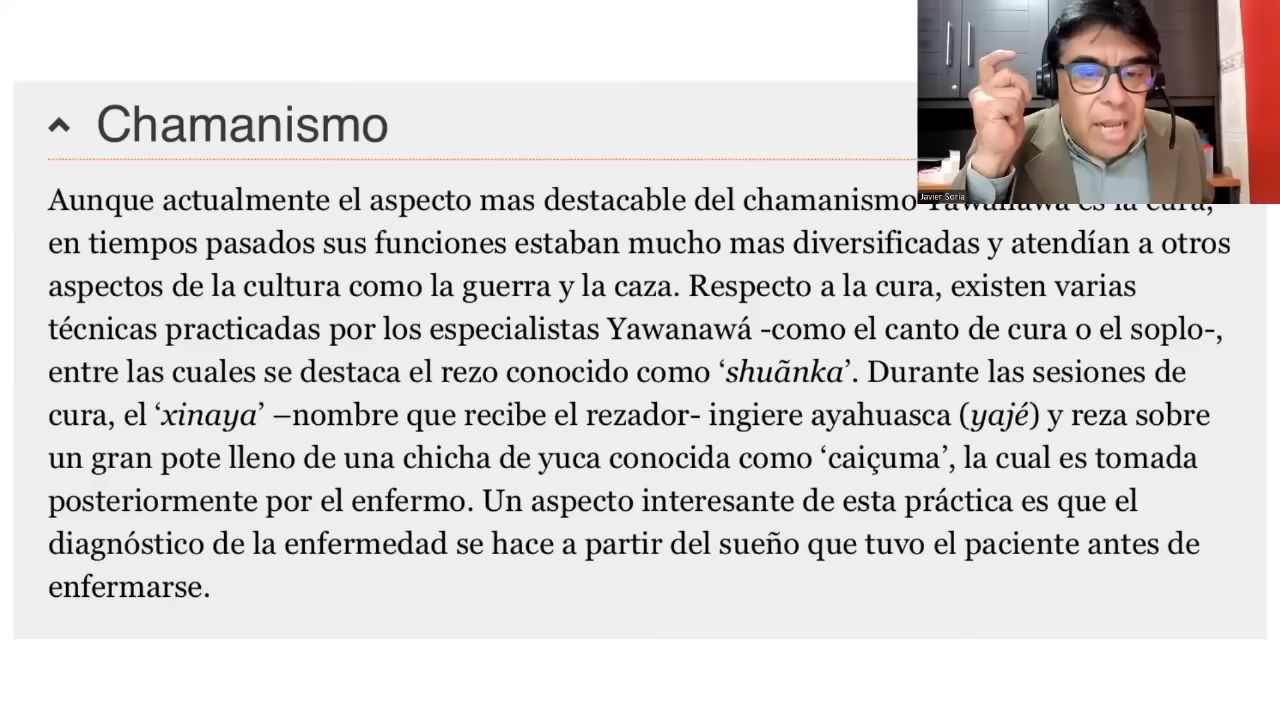 Chamanismo
Javier Soria
Aunque actualmente el aspecto mas destacable del chamanismo Yawanawá es la cura,
en tiempos pasados sus funciones estaban mucho mas diversificadas y atendían a otros
aspectos de la cultura como la guerra y la caza. Respecto a la cura, existen varias
técnicas practicadas por los especialistas Yawanawá -como el canto de cura o el soplo-,
entre las cuales se destaca el rezo conocido como ‘shuãnka’. Durante las sesiones de
cura, el ‘xinaya’ –nombre que recibe el rezador- ingiere ayahuasca (yajé) y reza sobre
un gran pote lleno de una chicha de yuca conocida como ‘caiçuma’, la cual es tomada
posteriormente por el enfermo. Un aspecto interesante de esta práctica es que el
diagnóstico de la enfermedad se hace a partir del sueño que tuvo el paciente antes de
enfermarse.